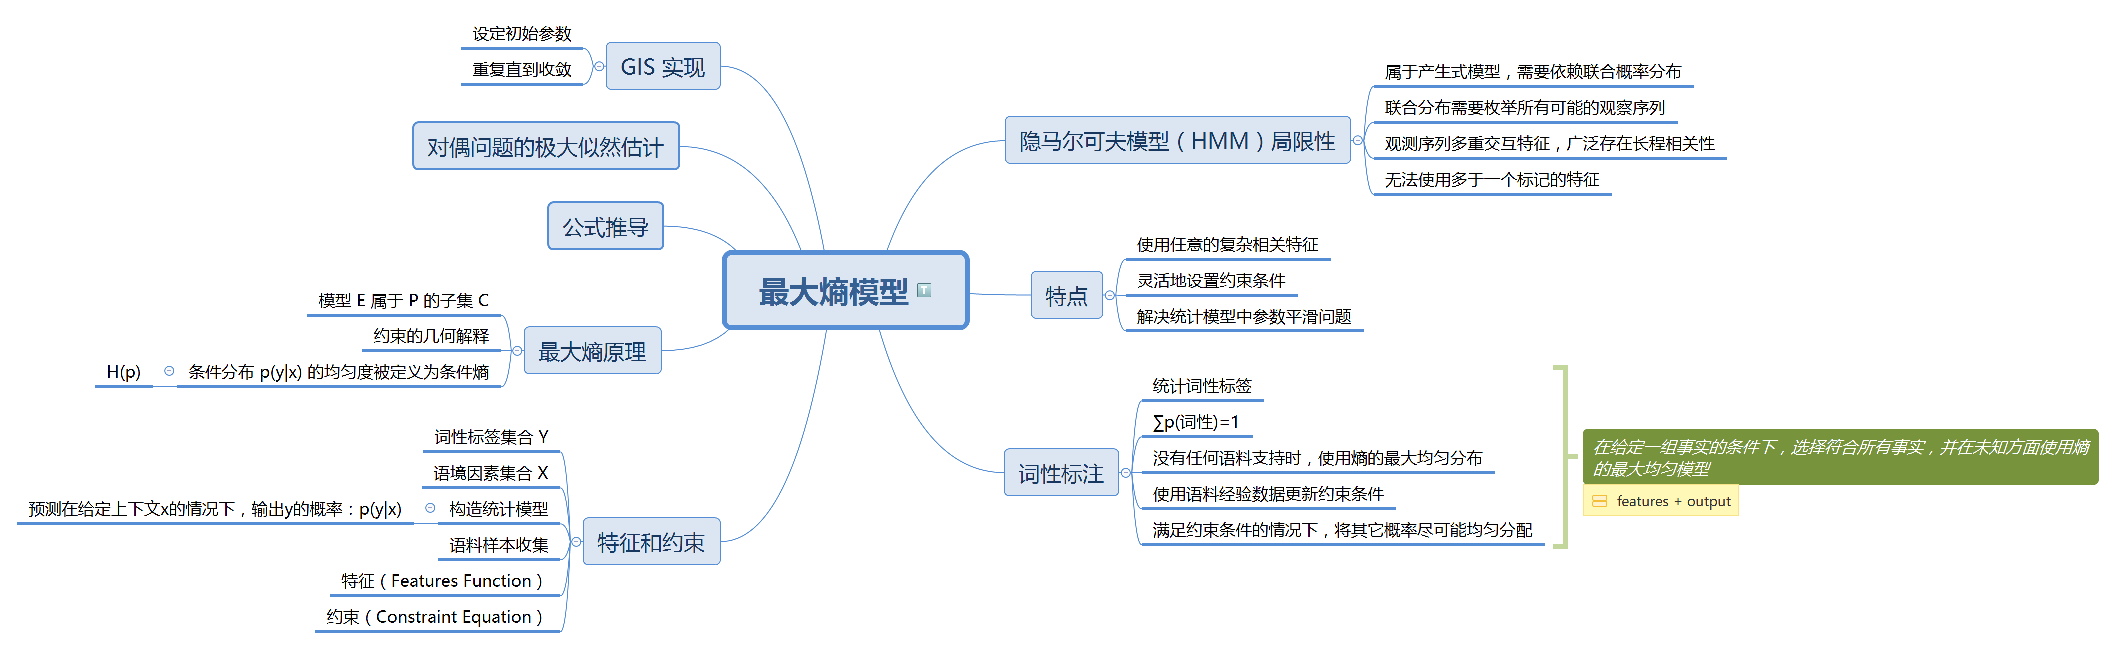 最大熵模型
隐马尔可夫模型（HMM）局限性
属于产生式模型，需要依赖联合概率分布
联合分布需要枚举所有可能的观察序列
观测序列多重交互特征，广泛存在长程相关性
无法使用多于一个标记的特征
特点
使用任意的复杂相关特征
灵活地设置约束条件
解决统计模型中参数平滑问题
词性标注
统计词性标签
∑p(词性)=1
没有任何语料支持时，使用熵的最大均匀分布
使用语料经验数据更新约束条件
满足约束条件的情况下，将其它概率尽可能均匀分配
在给定一组事实的条件下，选择符合所有事实，并在未知方面使用熵
的最大均匀模型
features + output
GIS 实现
设定初始参数
重复直到收敛
对偶问题的极大似然估计
公式推导
最大熵原理
模型 E 属于 P 的子集 C
约束的几何解释
条件分布 p(y|x) 的均匀度被定义为条件熵
H(p)
特征和约束
词性标签集合 Y
语境因素集合 X
构造统计模型
预测在给定上下文x的情况下，输出y的概率：p(y|x)
语料样本收集
特征（Features Function）
约束（Constraint Equation）